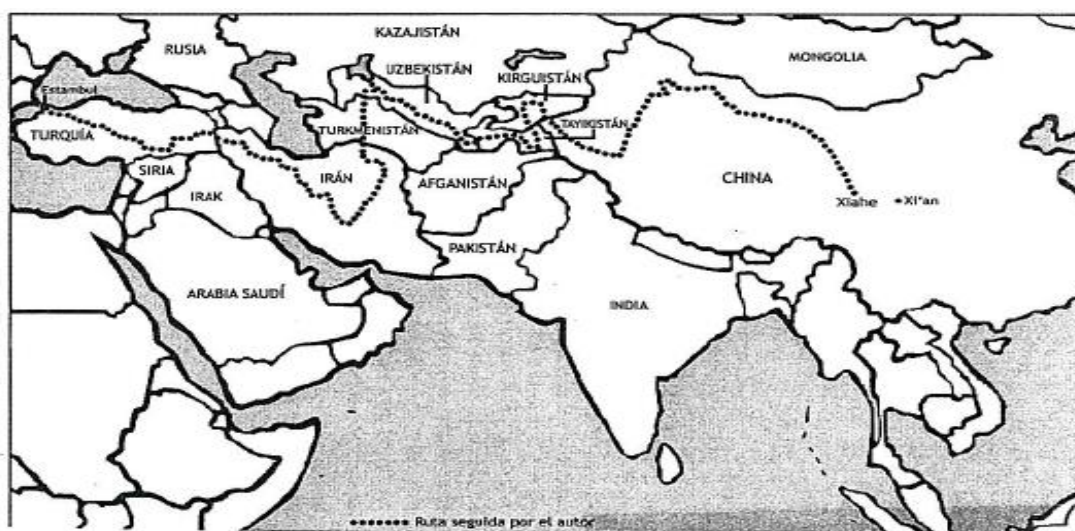 KAZAJISTÁN
RUSIA
MONGOLIA
UZBEKISTÁN
KIRGUISTÁN
Estambul
TURQUÍA
TURKMENISTÁN
TAYIKISTÁN
SIRIA
IRÁN
AFGANISTÁN
CHINA
IRAK
Xiahe
Xi'an
PAKISTÁN
ARABIA SAUDÍ
INDIA
Ruta seguida por el autor